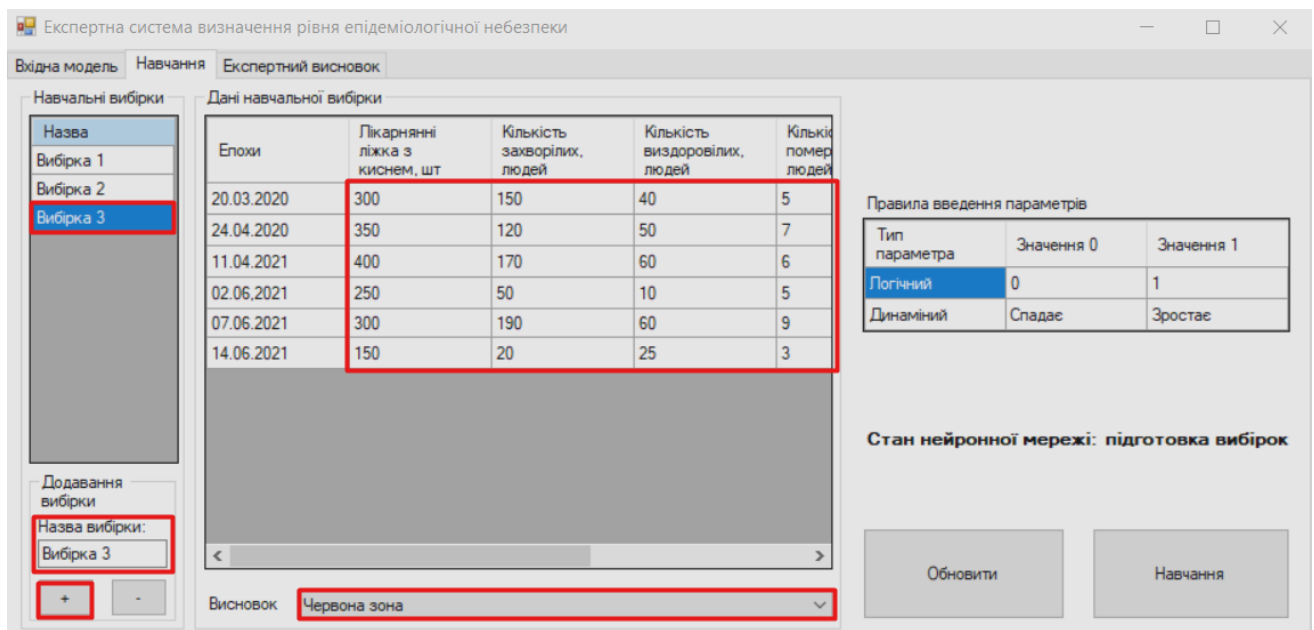 Експертна система визначення рівня епідеміологічної небезпеки
Вхідна модель Навчання Експертний висновок
Навчальні вибірки
Назва
Вибірка 1
Вибірка 2
Вибірка 3
Додавання
вибірки
Назва вибірки:
Вибірка 3
+ -
Дані навчальної вибірки
Епохи Лікарнянні ліжка з киснем, шт Кількість захворілих, людей Кількість виздоровілих, людей Кількіс помер людей
20.03.2020 300 150 40 5
24.04.2020 350 120 50 7
11.04.2021 400 170 60 6
02.06,2021 250 50 10 5
07.06.2021 300 190 60 9
14.06.2021 150 20 25 3
Висновок Червона зона
Правила введення параметрів
Тип параметра Значення 0 Значення 1
Логічний 0 1
Динаміний Спадає Зростає
Стан нейронної мережі: підготовка вибірок
Обновити Навчання